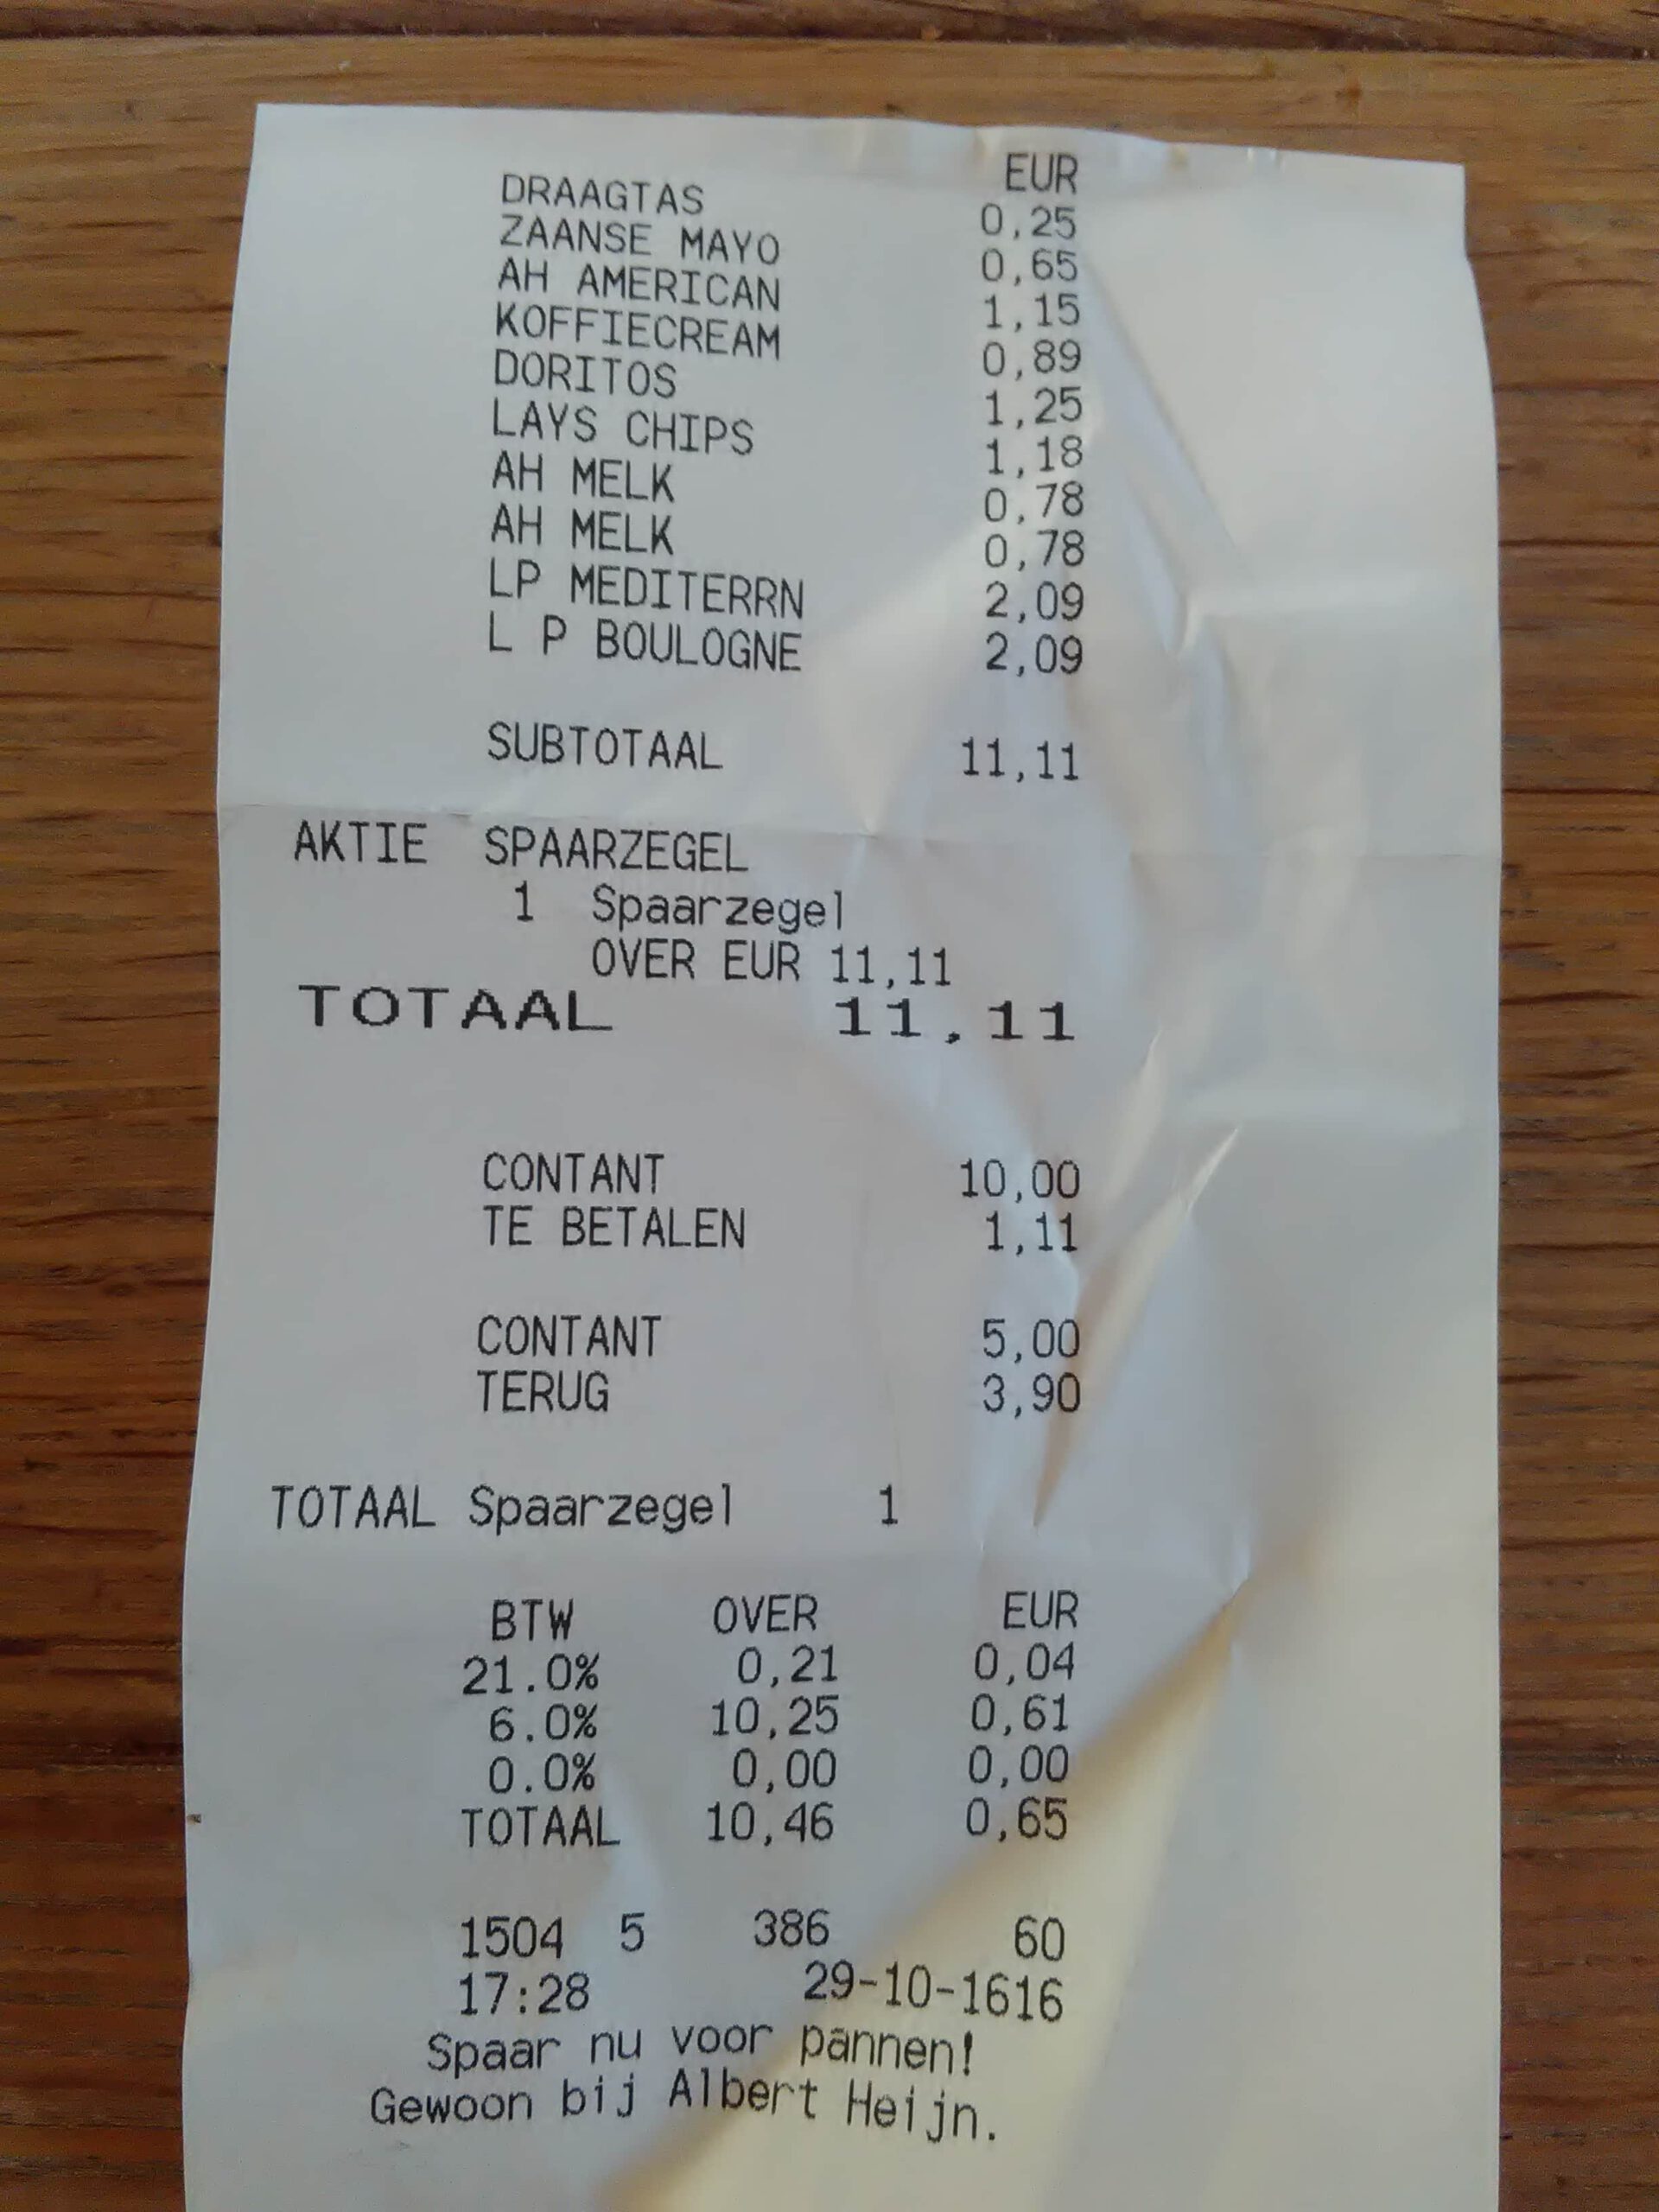 EUR
DRAAGTAS 0,25
ZAANSE MAYO 0,65
AH AMERICAN 1,15
KOFFIECREAM 0,89
DORITOS 1,25
LAYS CHIPS 1,18
AH MELK 0,78
AH MELK 0,78
LP MEDITERRN 2,09
L P BOULOGNE 2,09
SUBTOTAAL 11,11
AKTIE SPAARZEGEL
1 Spaarzegel
OVER EUR 11,11
TOTAAL 11,11
CONTANT 10,00
TE BETALEN 1,11
CONTANT 5,00
TERUG 3,90
TOTAAL Spaarzegel 1
BTW OVER EUR
21.0% 0,21 0,04
6.0% 10,25 0,61
0.0% 0,00 0,00
TOTAAL 10,46 0,65
1504 5 386 60
17:28 29-10-1616
Spaar nu voor pannen!
Gewoon bij Albert Heijn.